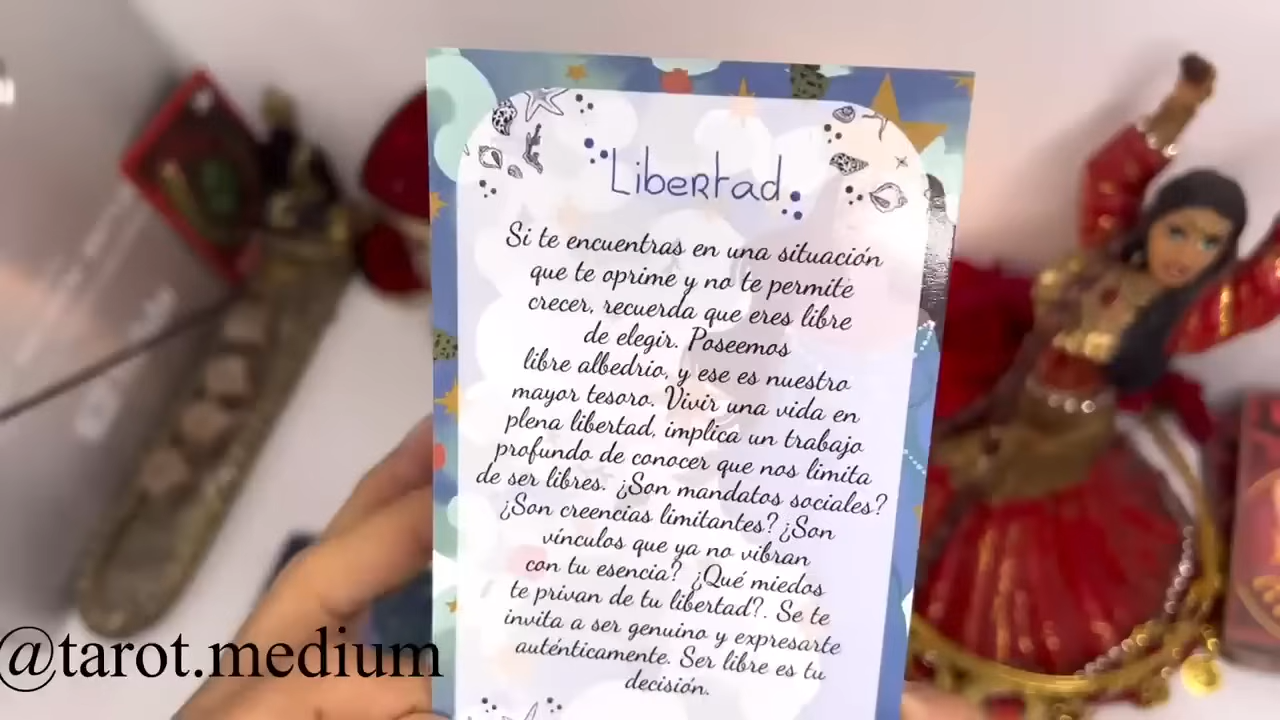 Libertad
Si te encuentras en una situación
que te oprime y no te permite
crecer, recuerda que eres libre
de elegir. Poseemos
libre albedrio, y ese es nuestro
mayor tesoro. Vivir una vida en
plena libertad, implica un trabajo
profundo de conocer que nos limita
de ser libres. ¿Son mandatos sociales?
¿Son creencias limitantes? ¿Son
vínculos que ya no vibran
con tu esencia? ¿Qué miedos
te privan de tu libertad?. Se te
invita a ser genuino y expresarte
auténticamente. Ser libre es tu
decisión.
@tarot.medium